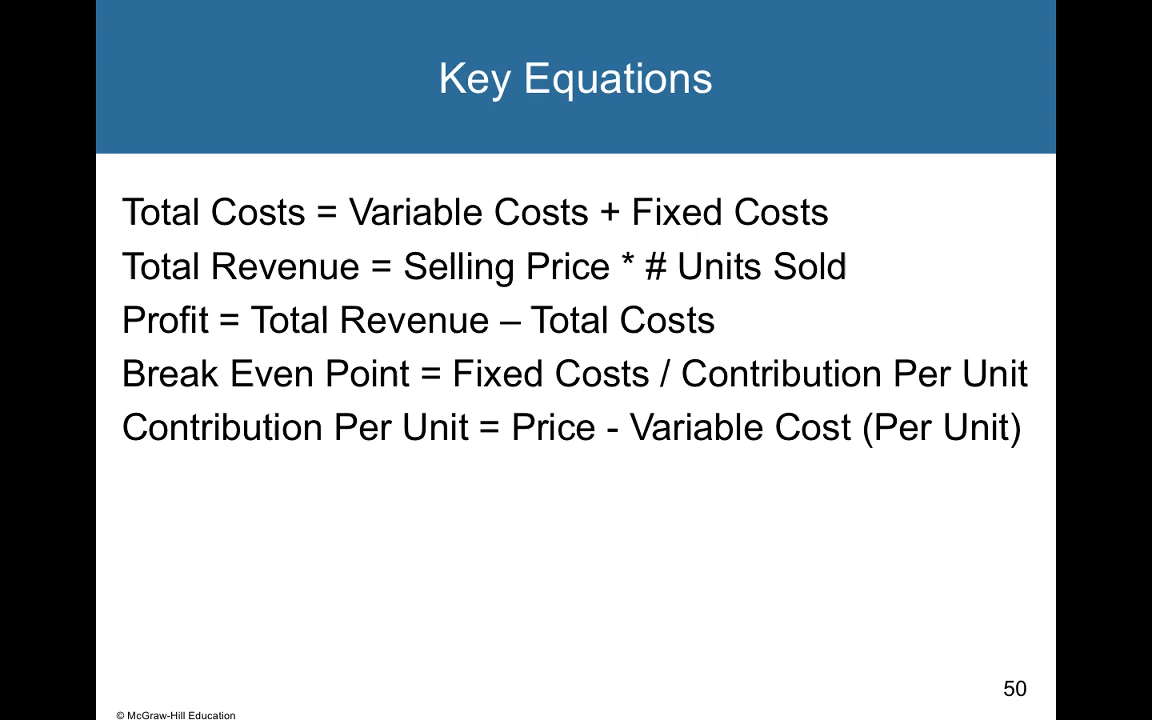 Key Equations
Total Costs = Variable Costs + Fixed Costs
Total Revenue = Selling Price * # Units Sold
Profit = Total Revenue – Total Costs
Break Even Point = Fixed Costs / Contribution Per Unit
Contribution Per Unit = Price - Variable Cost (Per Unit)
50
© McGraw-Hill Education